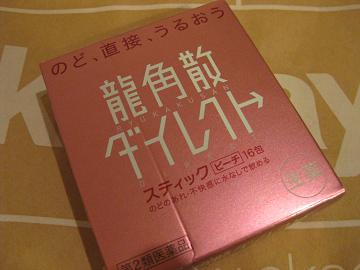 のど、直接、うるおう
龍角散
RYUKAKUSAN
ダイレクト
スティック ピーチ 16包
のどのあれ・不快感に水なしで飲める
第2類医薬品